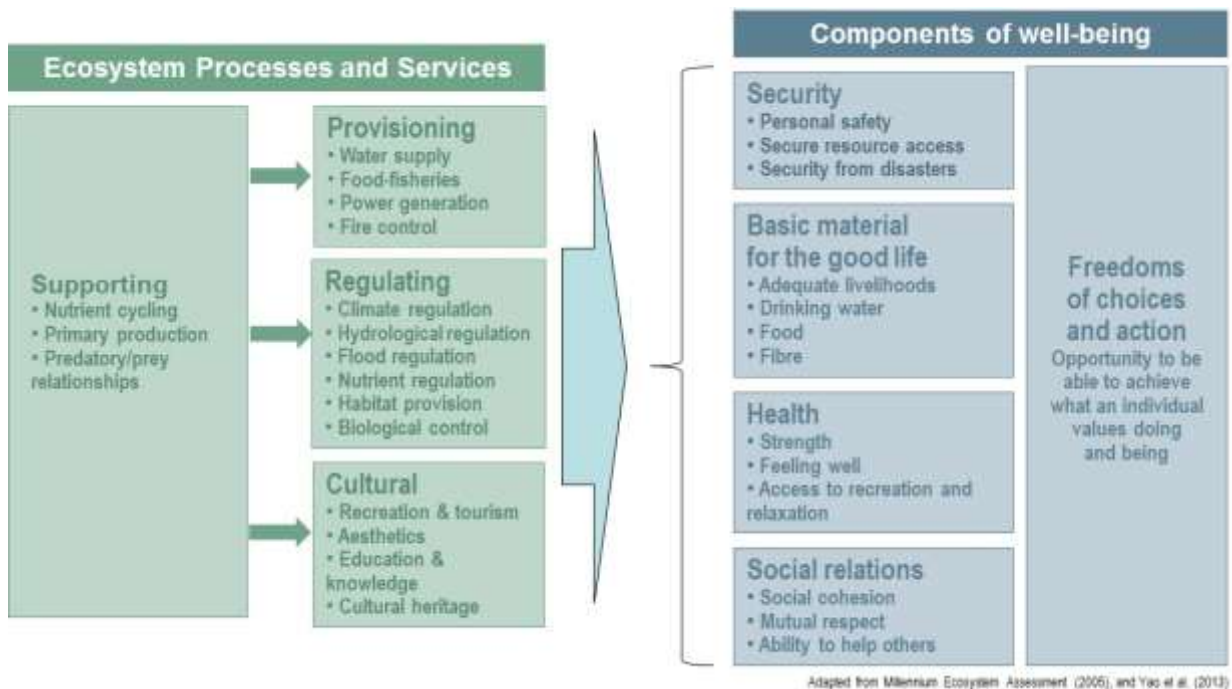 Ecosystem Processes and Services
Supporting
• Nutrient cycling
• Primary production
• Predatory/prey
relationships
Provisioning
• Water supply
• Food-fisheries
• Power generation
• Fire control
Regulating
• Climate regulation
• Hydrological regulation
• Flood regulation
• Nutrient regulation
• Habitat provision
• Biological control
Cultural
• Recreation & tourism
• Aesthetics
• Education &
knowledge
• Cultural heritage
Components of well-being
Security
• Personal safety
• Secure resource access
• Security from disasters
Basic material
for the good life
• Adequate livelihoods
• Drinking water
• Food
• Fibre
Health
• Strength
• Feeling well
• Access to recreation and
relaxation
Social relations
• Social cohesion
• Mutual respect
• Ability to help others
Freedoms
of choices
and action
Opportunity to be
able to achieve
what an individual
values doing
and being
Adapted from Millennium Ecosystem Assessment (2005), and Yao et al. (2013)